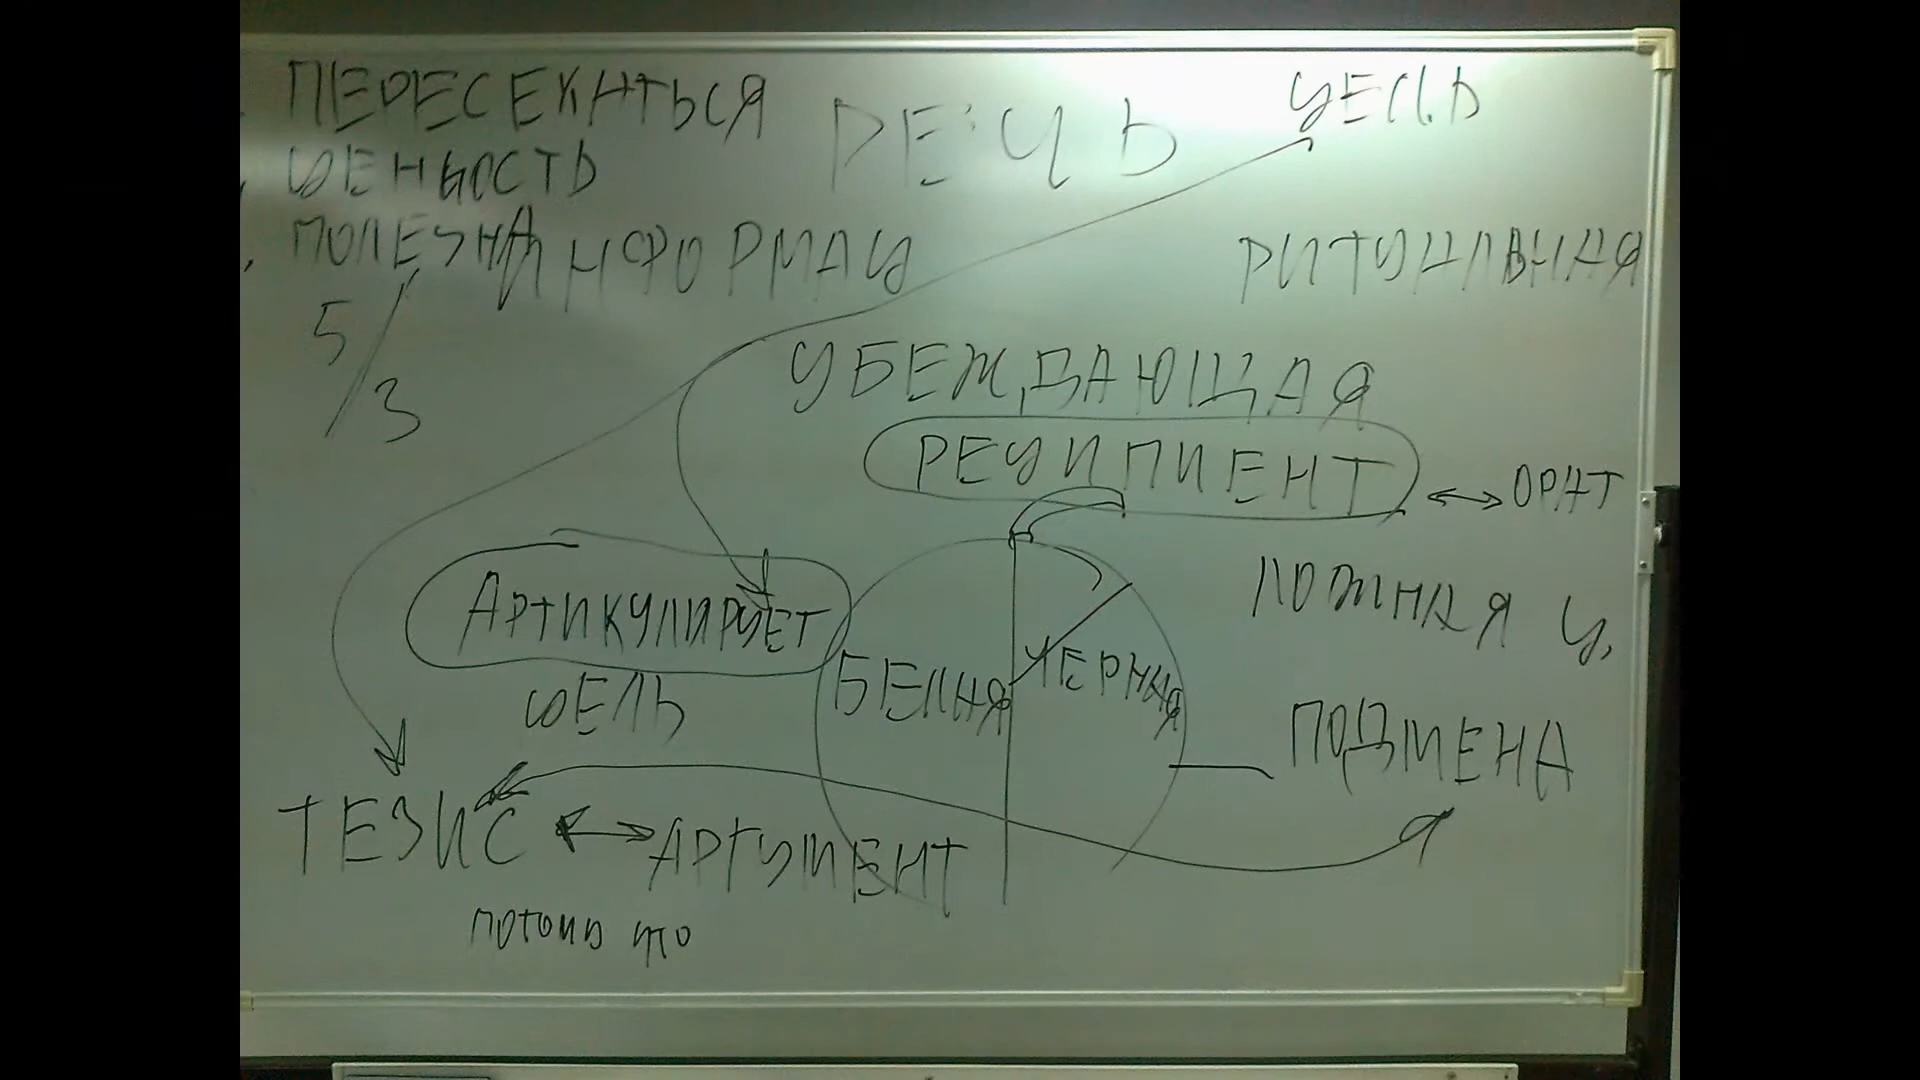 ПЕРЕСЕКАТЬСЯ
ЦЕННОСТЬ
ПОЛЕЗНАЯ ИНФОРМАЦ
5/3
РЕЧЬ
ЦЕЛЬ
РИТУАЛЬНАЯ
УБЕЖДАЮЩАЯ
РЕЦИПИЕНТ
ОРАТ
АРТИКУЛИРУЕТ
ЦЕЛЬ
БЕЛАЯ
ЧЕРНАЯ
ЛОЖНАЯ Ц.
ПОДМЕНА
ТЕЗИС
АРГУМЕНТ
ПОТОМУ ЧТО